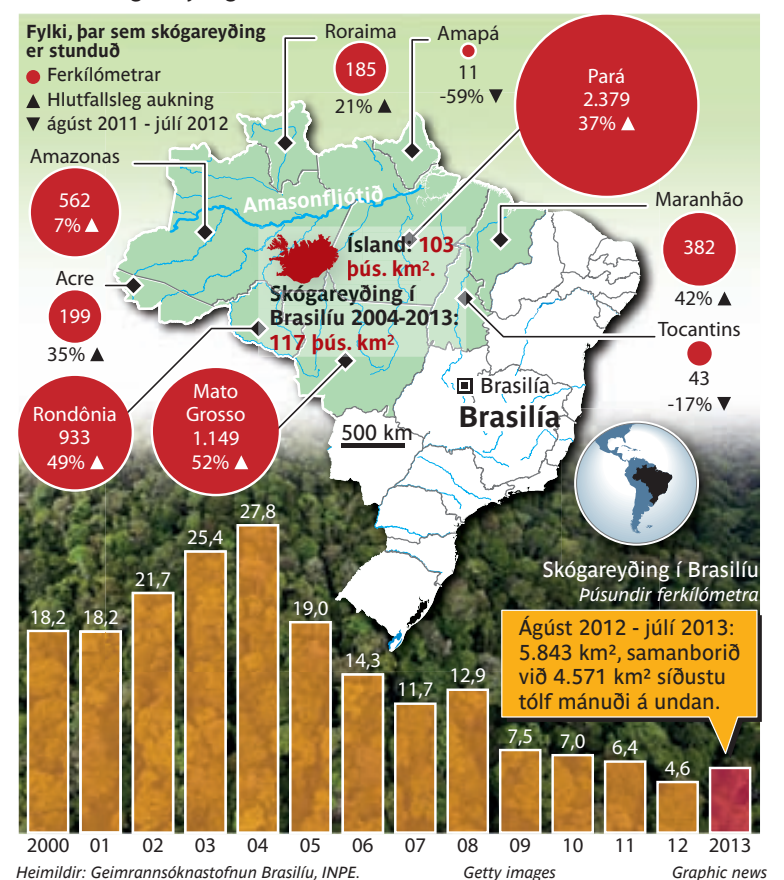 Fylki, þar sem skógareyðing
er stunduð
Ferkílómetrar
▲ Hlutfallsleg aukning
▼ ágúst 2011 - júlí 2012
Roraima
185
21% ▲
Amapá
11
-59% ▼
Pará
2.379
37% ▲
Amazonas
562
7% ▲
Maranhão
382
42% ▲
Acre
199
35% ▲
Tocantins
43
-17% ▼
Rondônia
933
49% ▲
Mato
Grosso
1.149
52% ▲
Amasonfljótið
Ísland: 103
þús. km².
Skógareyðing í
Brasilíu 2004-2013:
117 þús. km²
Brasilía
Brasilía
500 km
Skógareyðing í Brasilíu
Þúsundir ferkílómetra
Ágúst 2012 - júlí 2013:
5.843 km², samanborið
við 4.571 km² síðustu
tólf mánuði á undan.
18,2 18,2 21,7 25,4 27,8 19,0 14,3 11,7 12,9 7,5 7,0 6,4 4,6
2000 01 02 03 04 05 06 07 08 09 10 11 12 2013
Heimildir: Geimrannsóknastofnun Brasilíu, INPE. Getty images Graphic news